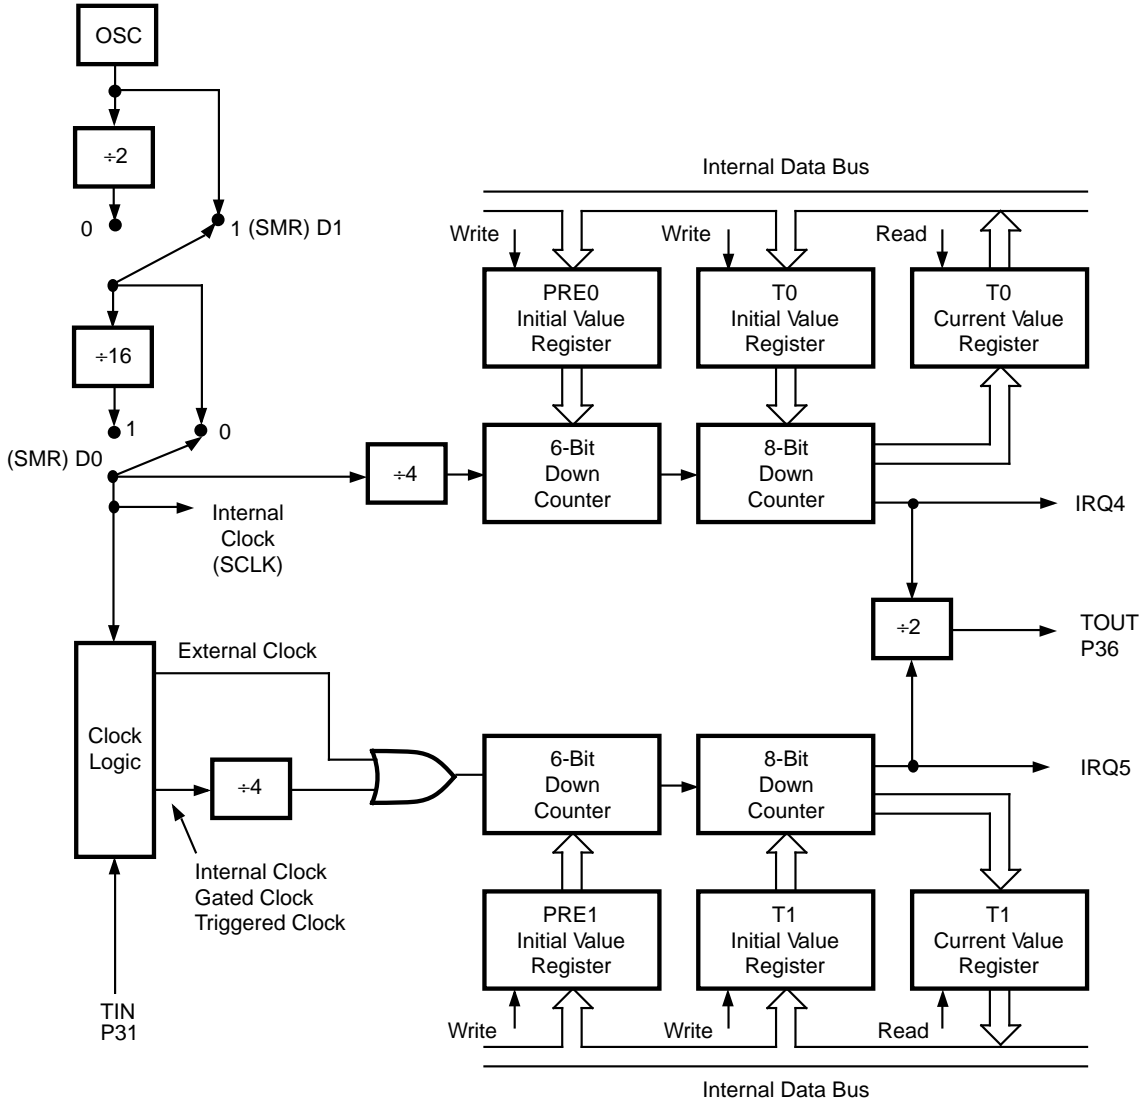 OSC
÷2
0
1 (SMR) D1
÷16
1
0
(SMR) D0
÷4
Internal
Clock
(SCLK)
Internal Data Bus
Write
Write
Read
PRE0
Initial Value
Register
T0
Initial Value
Register
T0
Current Value
Register
6-Bit
Down
Counter
8-Bit
Down
Counter
IRQ4
÷2
TOUT
P36
External Clock
Clock
Logic
÷4
Internal Clock
Gated Clock
Triggered Clock
TIN
P31
6-Bit
Down
Counter
8-Bit
Down
Counter
IRQ5
PRE1
Initial Value
Register
T1
Initial Value
Register
T1
Current Value
Register
Write
Write
Read
Internal Data Bus